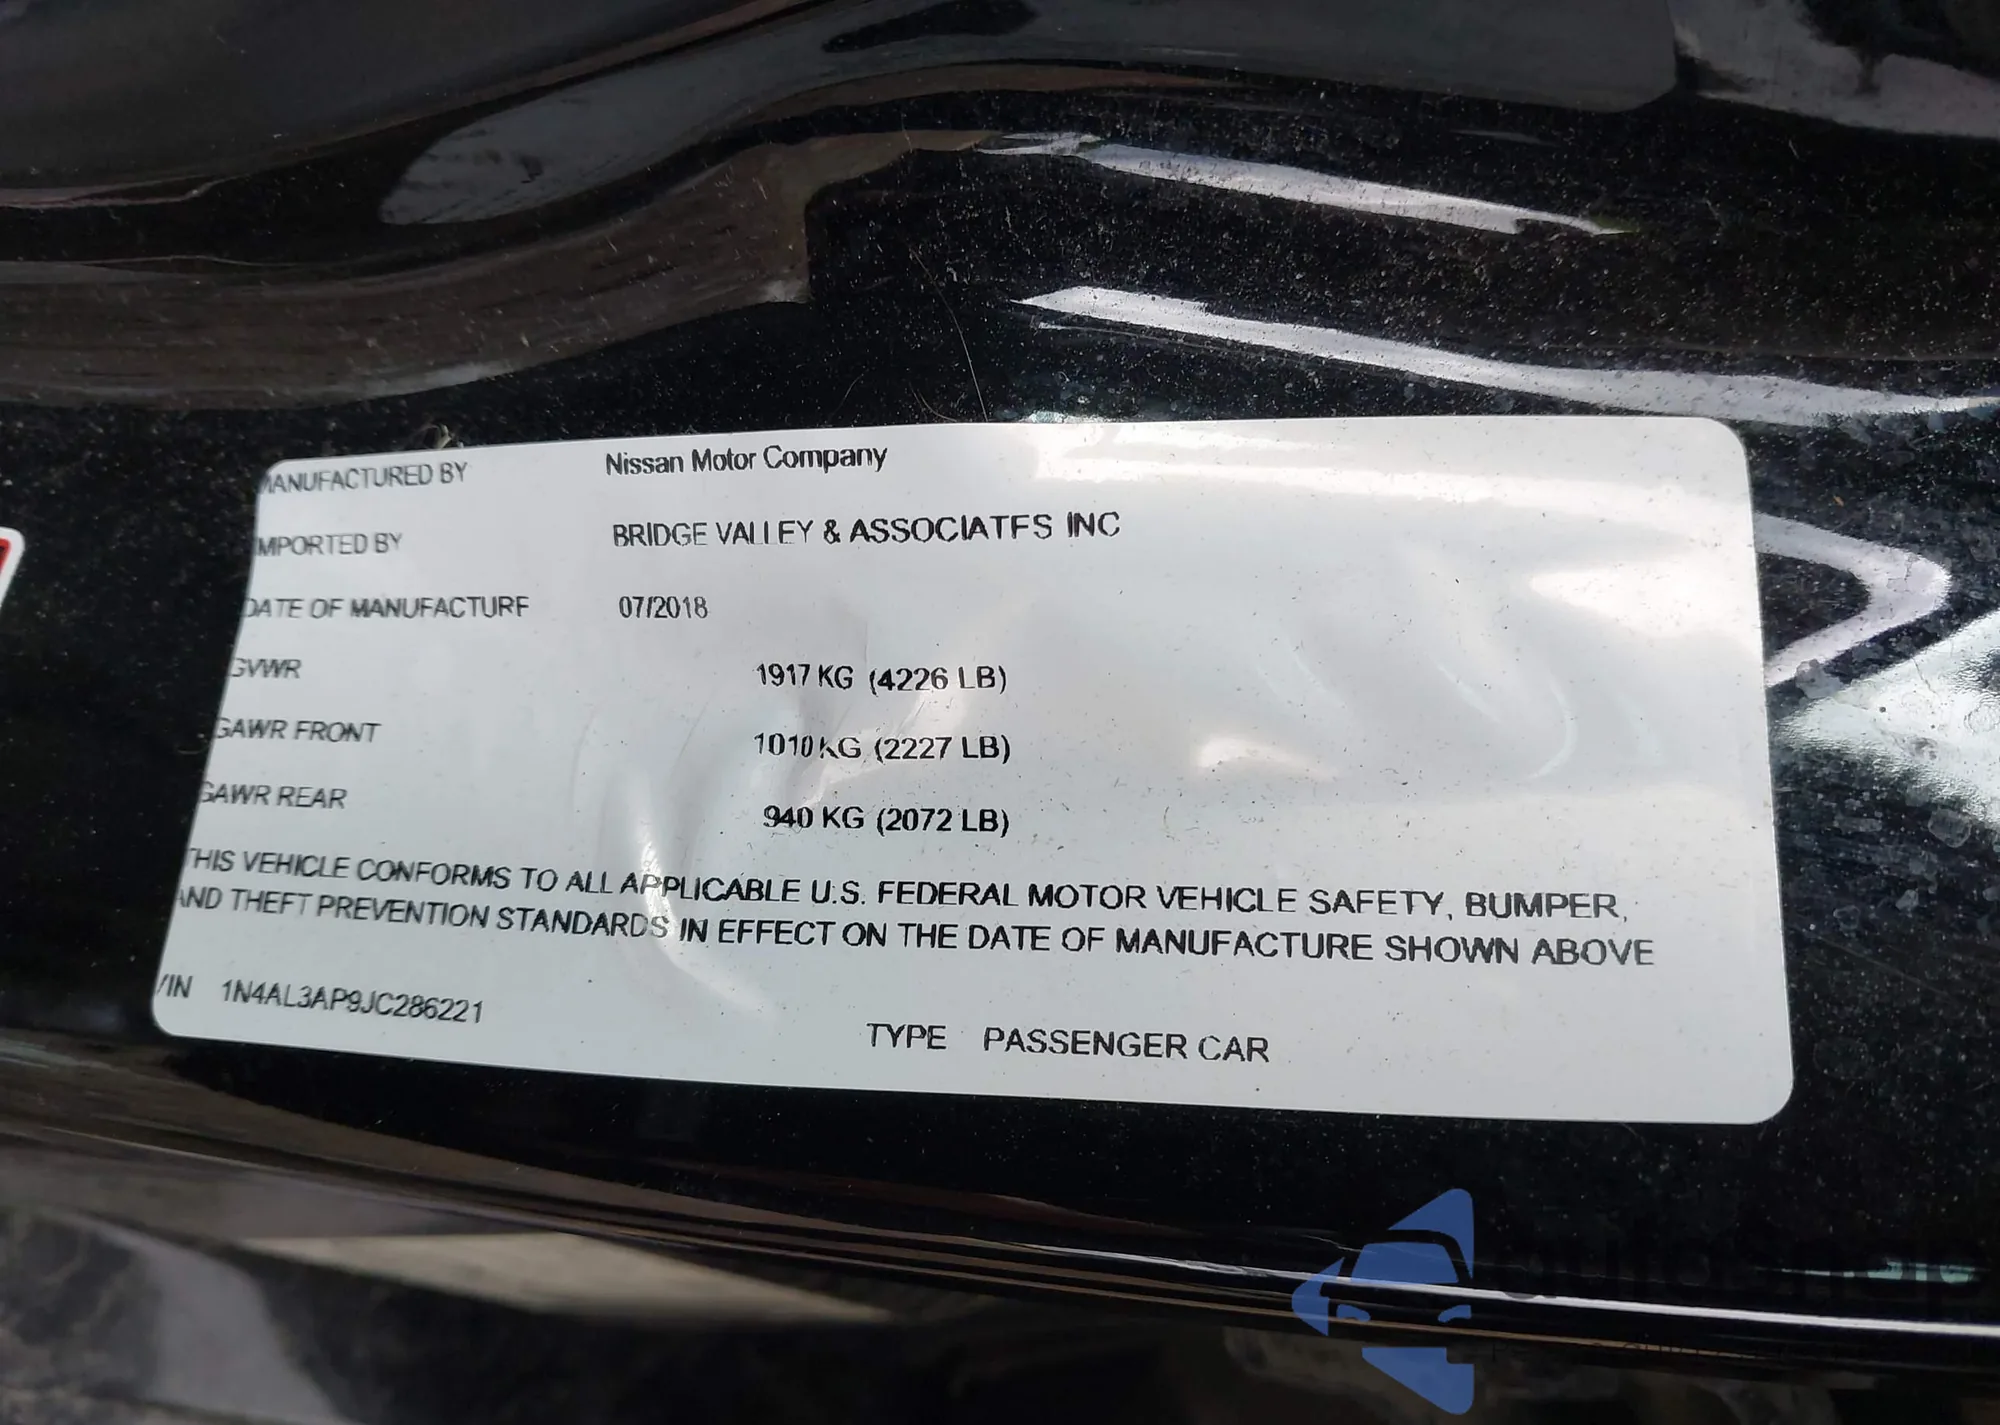 MANUFACTURED BY Nissan Motor Company
IMPORTED BY BRIDGE VALLEY & ASSOCIATES INC
DATE OF MANUFACTURE 07/2018
GVWR 1917 KG (4226 LB)
GAWR FRONT 1010 KG (2227 LB)
GAWR REAR 940 KG (2072 LB)
THIS VEHICLE CONFORMS TO ALL APPLICABLE U.S. FEDERAL MOTOR VEHICLE SAFETY, BUMPER,
AND THEFT PREVENTION STANDARDS IN EFFECT ON THE DATE OF MANUFACTURE SHOWN ABOVE
VIN 1N4AL3AP9JC286221
TYPE PASSENGER CAR